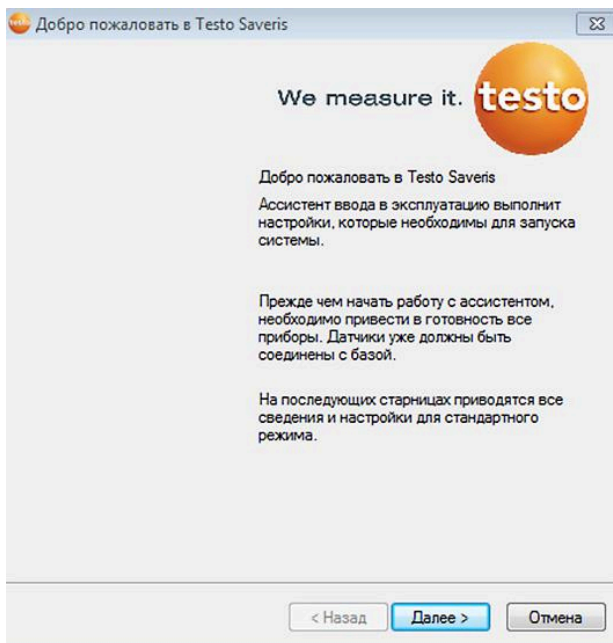 Добро пожаловать в Testo Saveris
We measure it. testo
Добро пожаловать в Testo Saveris
Ассистент ввода в эксплуатацию выполнит
настройки, которые необходимы для запуска
системы.
Прежде чем начать работу с ассистентом,
необходимо привести в готовность все
приборы. Датчики уже должны быть
соединены с базой.
На последующих старницах приводятся все
сведения и настройки для стандартного
режима.
< Назад Далее > Отмена